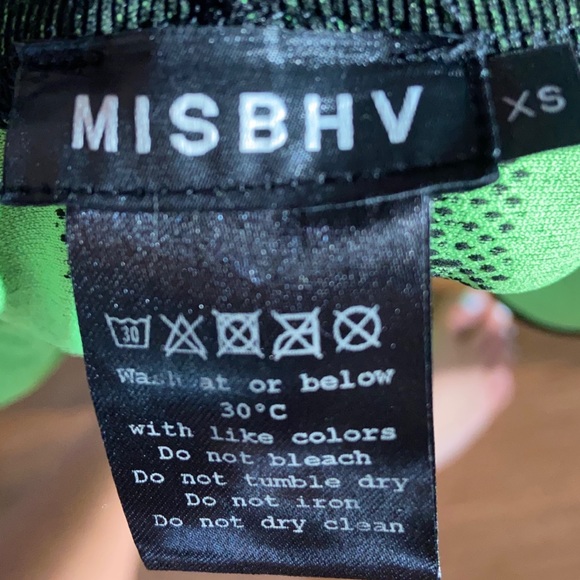 MISBHV
XS
30
Wash at or below
30°C
with like colors
Do not bleach
Do not tumble dry
Do not iron
Do not dry clean